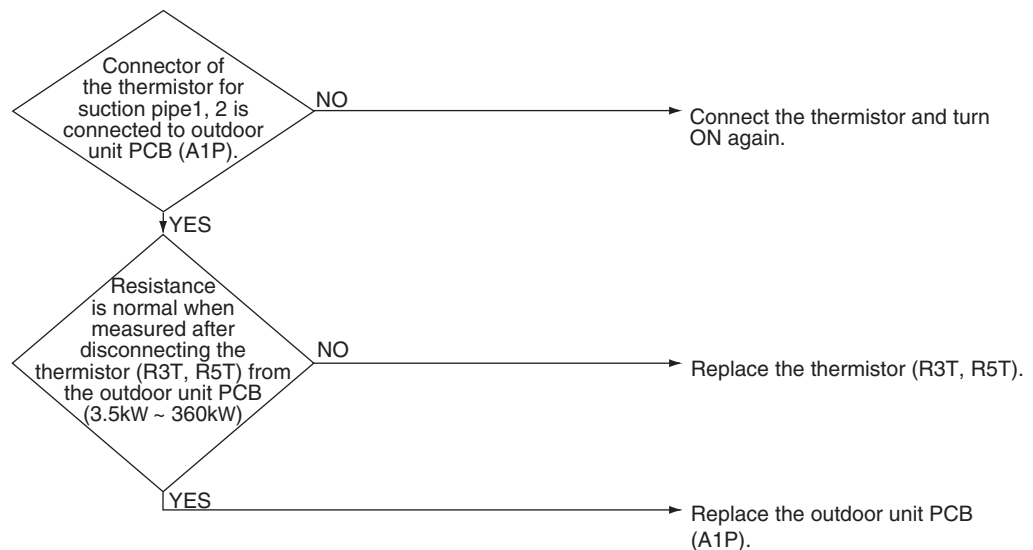 Connector of
the thermistor for
suction pipe1, 2 is
connected to outdoor
unit PCB (A1P).
NO
Connect the thermistor and turn
ON again.
YES
Resistance
is normal when
measured after
disconnecting the
thermistor (R3T, R5T) from
the outdoor unit PCB
(3.5kW ~ 360kW)
NO
Replace the thermistor (R3T, R5T).
YES
Replace the outdoor unit PCB
(A1P).